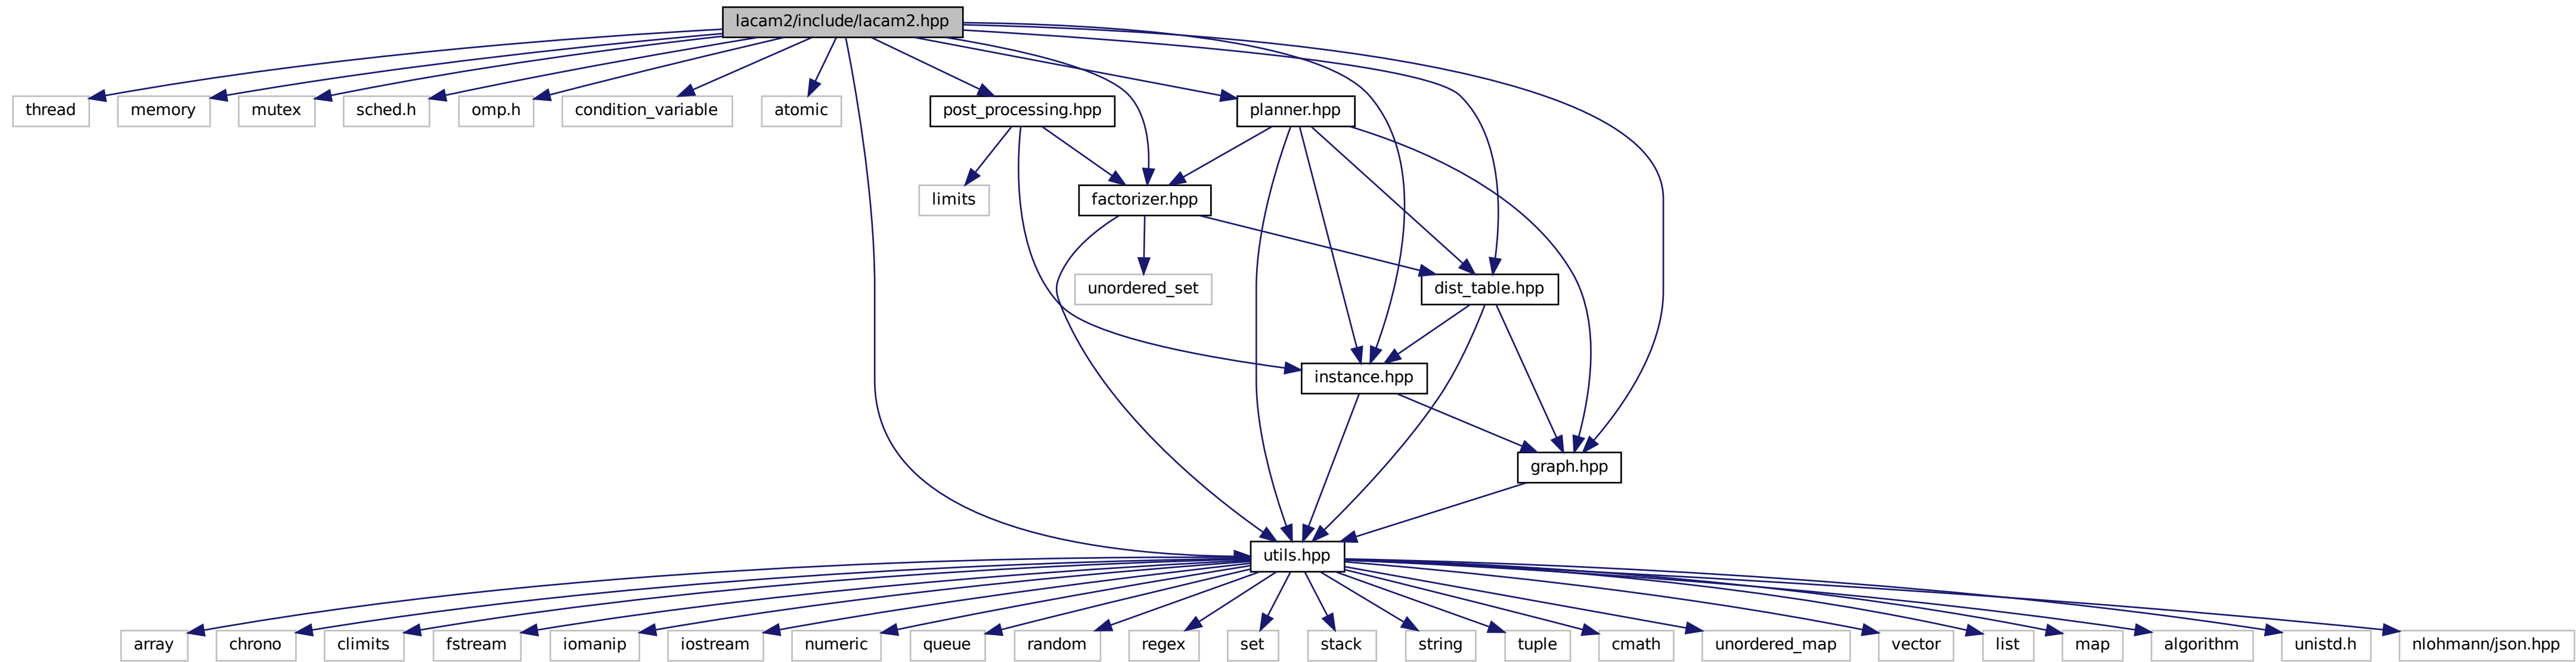 lacam2/include/lacam2.hpp
thread
memory
mutex
sched.h
omp.h
condition_variable
atomic
post_processing.hpp
planner.hpp
limits
factorizer.hpp
unordered_set
dist_table.hpp
instance.hpp
graph.hpp
utils.hpp
array
chrono
climits
fstream
iomanip
iostream
numeric
queue
random
regex
set
stack
string
tuple
cmath
unordered_map
vector
list
map
algorithm
unistd.h
nlohmann/json.hpp